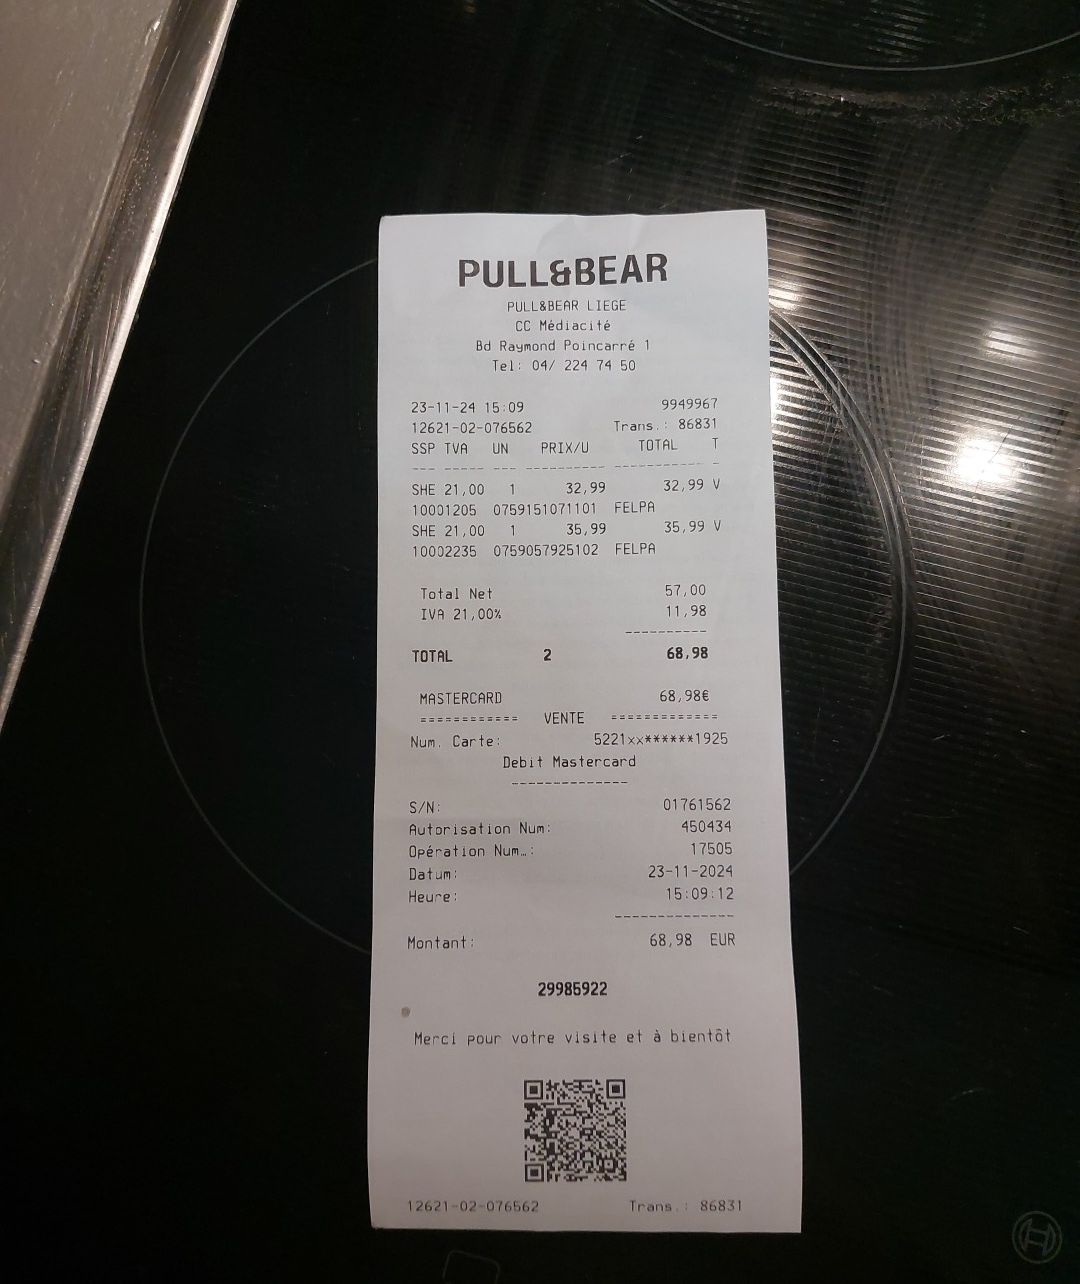 PULL&BEAR
PULL&BEAR LIEGE
CC Médiacité
Bd Raymond Poincarré 1
Tel: 04/ 224 74 50
23-11-24 15:09 9949967
12621-02-076562 Trans.: 86831
SSP TVA UN PRIX/U TOTAL T
--- ----- --- ---------- ----------- -
SHE 21,00 1 32,99 32,99 V
10001205 0759151071101 FELPA
SHE 21,00 1 35,99 35,99 V
10002235 0759057925102 FELPA
Total Net 57,00
IVA 21,00% 11,98
----------
TOTAL 2 68,98
MASTERCARD 68,98€
============ VENTE =============
Num. Carte: 5221xx******1925
Debit Mastercard
--------------
S/N: 01761562
Autorisation Num: 450434
Opération Num…: 17505
Datum: 23-11-2024
Heure: 15:09:12
--------------
Montant: 68,98 EUR
29985922
Merci pour votre visite et à bientôt
12621-02-076562 Trans.: 86831